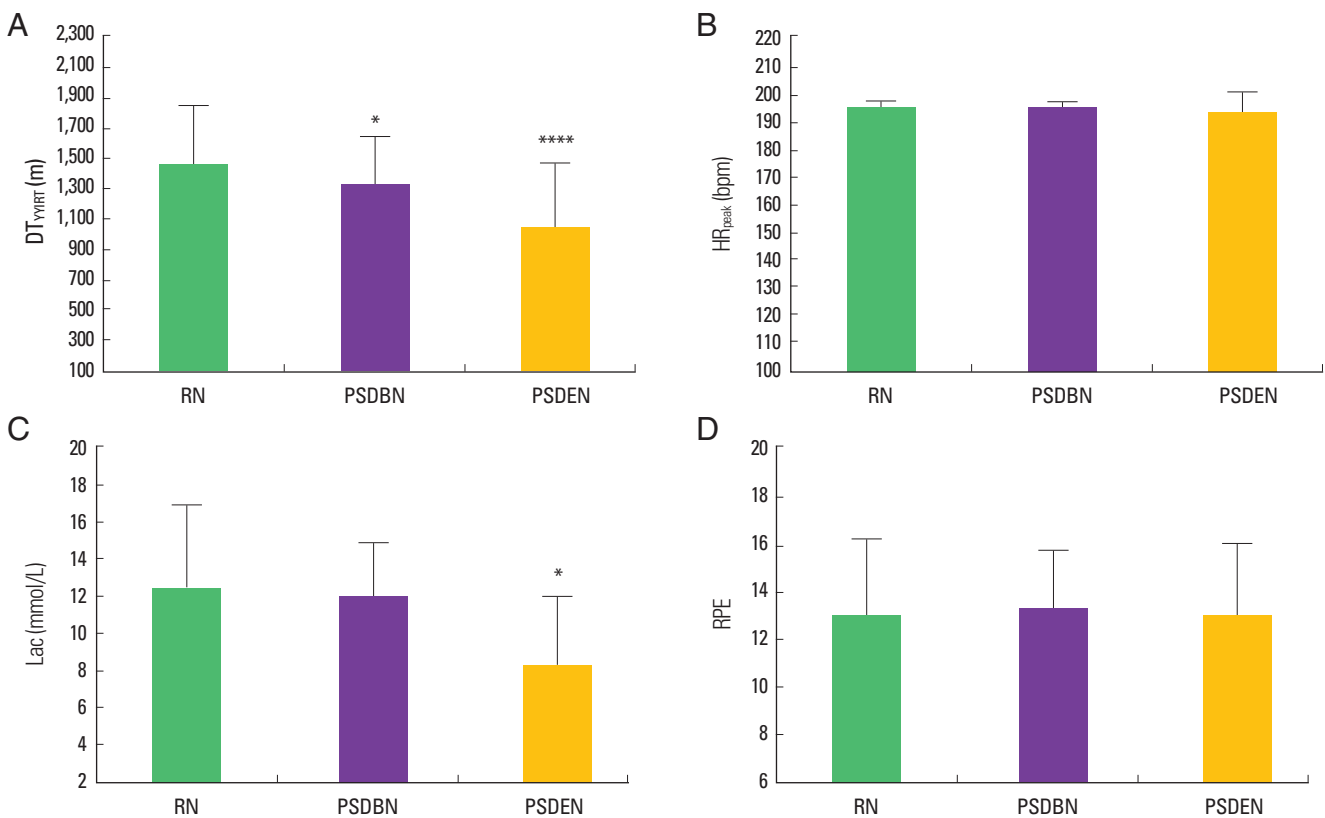 A
2,300
2,100
1,900
1,700
1,500
1,300
1,100
900
700
500
300
100
DTYYIRT (m)
*
****
RN
PSDBN
PSDEN
B
220
210
200
190
180
170
160
150
140
130
120
110
100
HRpeak (bpm)
RN
PSDBN
PSDEN
C
20
18
16
14
12
10
8
6
4
2
Lac (mmol/L)
*
RN
PSDBN
PSDEN
D
20
18
16
14
12
10
8
6
RPE
RN
PSDBN
PSDEN